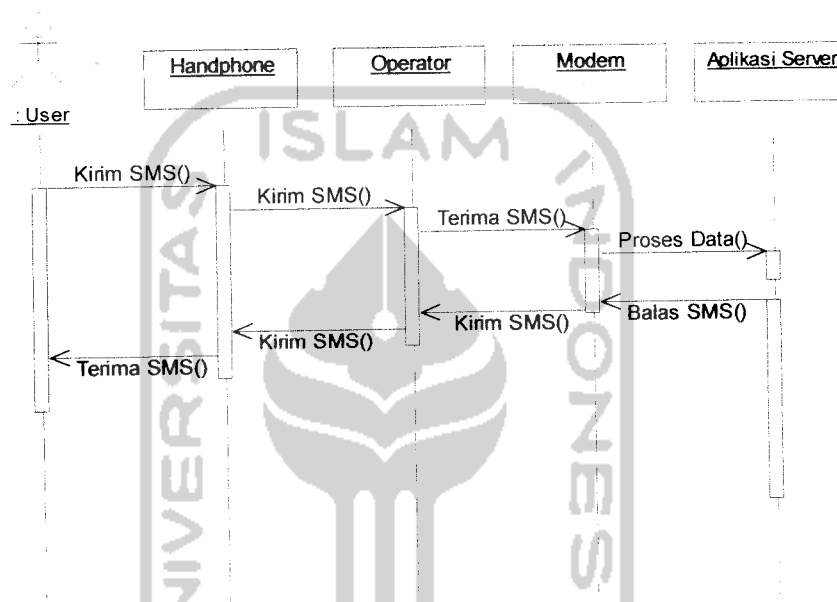 Handphone
Operator
Modem
Aplikasi Server
: User
ISLAM
UNIVERSITAS
INDONES
Kirim SMS()
Kirim SMS()
Terima SMS()
Proses Data()
Balas SMS()
Kirim SMS()
Kirim SMS()
Terima SMS()